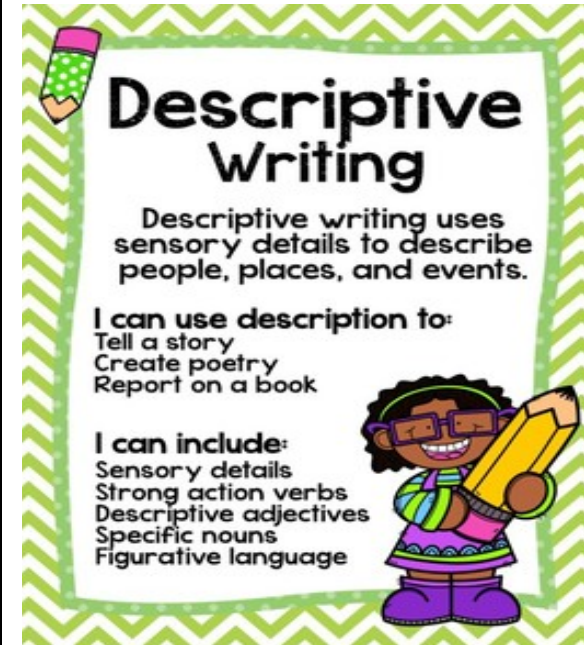 Descriptive
Writing
Descriptive writing uses
sensory details to describe
people, places, and events.
I can use description to:
Tell a story
Create poetry
Report on a book
I can include:
Sensory details
Strong action verbs
Descriptive adjectives
Specific nouns
Figurative language